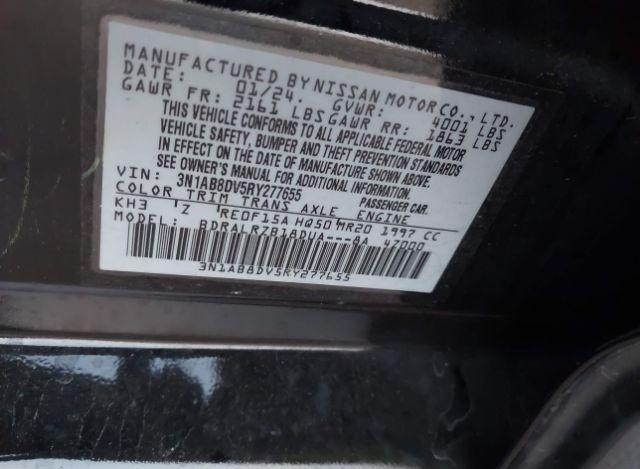 MANUFACTURED BY NISSAN MOTOR CO., LTD.
DATE: 01/24. GVWR: 4001 LBS
GAWR FR: 2161 LBS GAWR RR: 1863 LBS
THIS VEHICLE CONFORMS TO ALL APPLICABLE FEDERAL MOTOR
VEHICLE SAFETY, BUMPER AND THEFT PREVENTION STANDARDS
IN EFFECT ON THE DATE OF MANUFACTURE SHOWN ABOVE.
SEE OWNER'S MANUAL FOR ADDITIONAL INFORMATION.
VIN: 3N1AB8DV5RY277655 PASSENGER CAR.
COLOR TRIM TRANS AXLE ENGINE
KH3 'Z 'RE0F15A HQ50 'MR20 1997 CC
MODEL: BDRALRZB18DUA---8A 47000
3N1AB8DV5RY277655